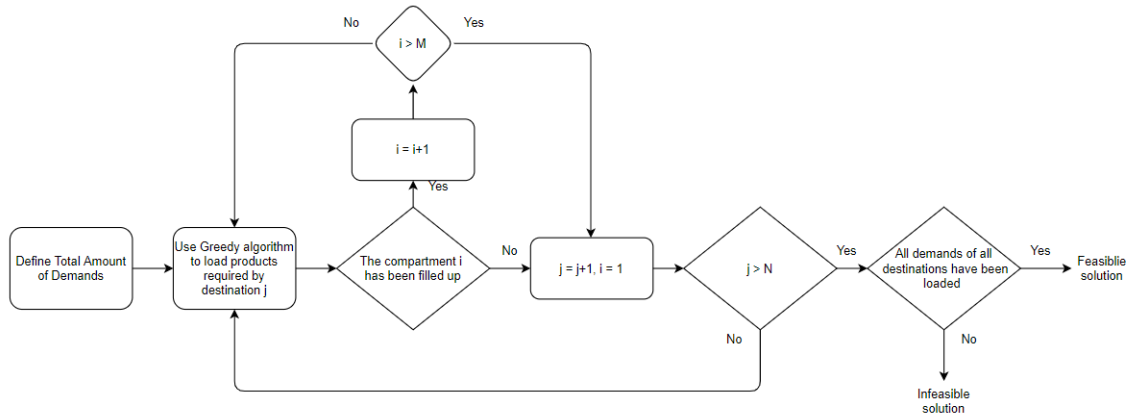 No
i > M
Yes
i = i+1
Yes
Define Total Amount
of Demands
Use Greedy algorithm
to load products
required by
destination j
The compartment i
has been filled up
No
j = j+1, i = 1
j > N
Yes
No
All demands of all
destinations have been
loaded
Yes
Feasiblie
solution
No
Infeasible
solution